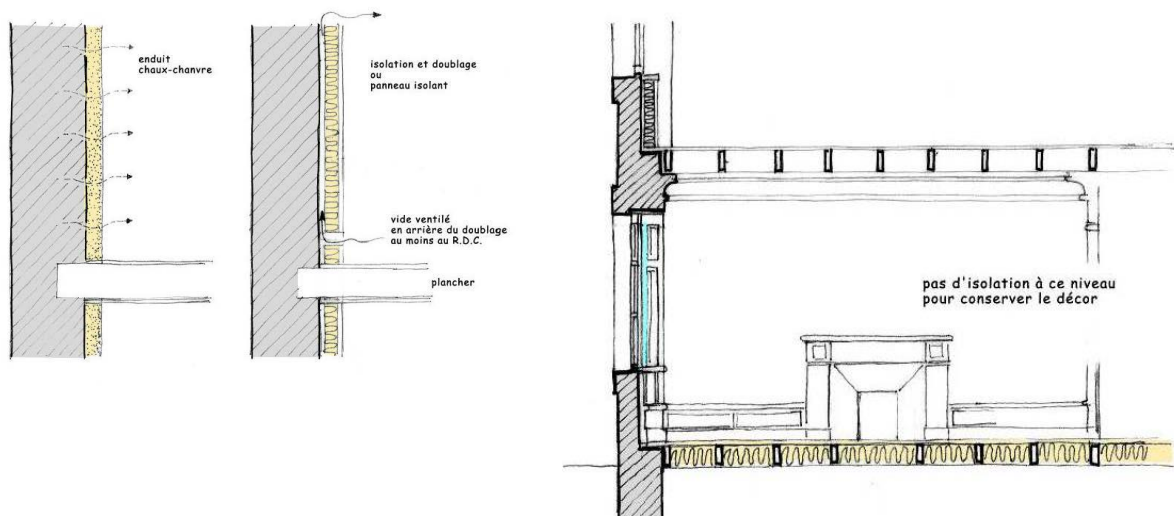 enduit
chaux-chanvre
isolation et doublage
ou
panneau isolant
vide ventilé
en arrière du doublage
au moins au R.D.C.
plancher
pas d'isolation à ce niveau
pour conserver le décor